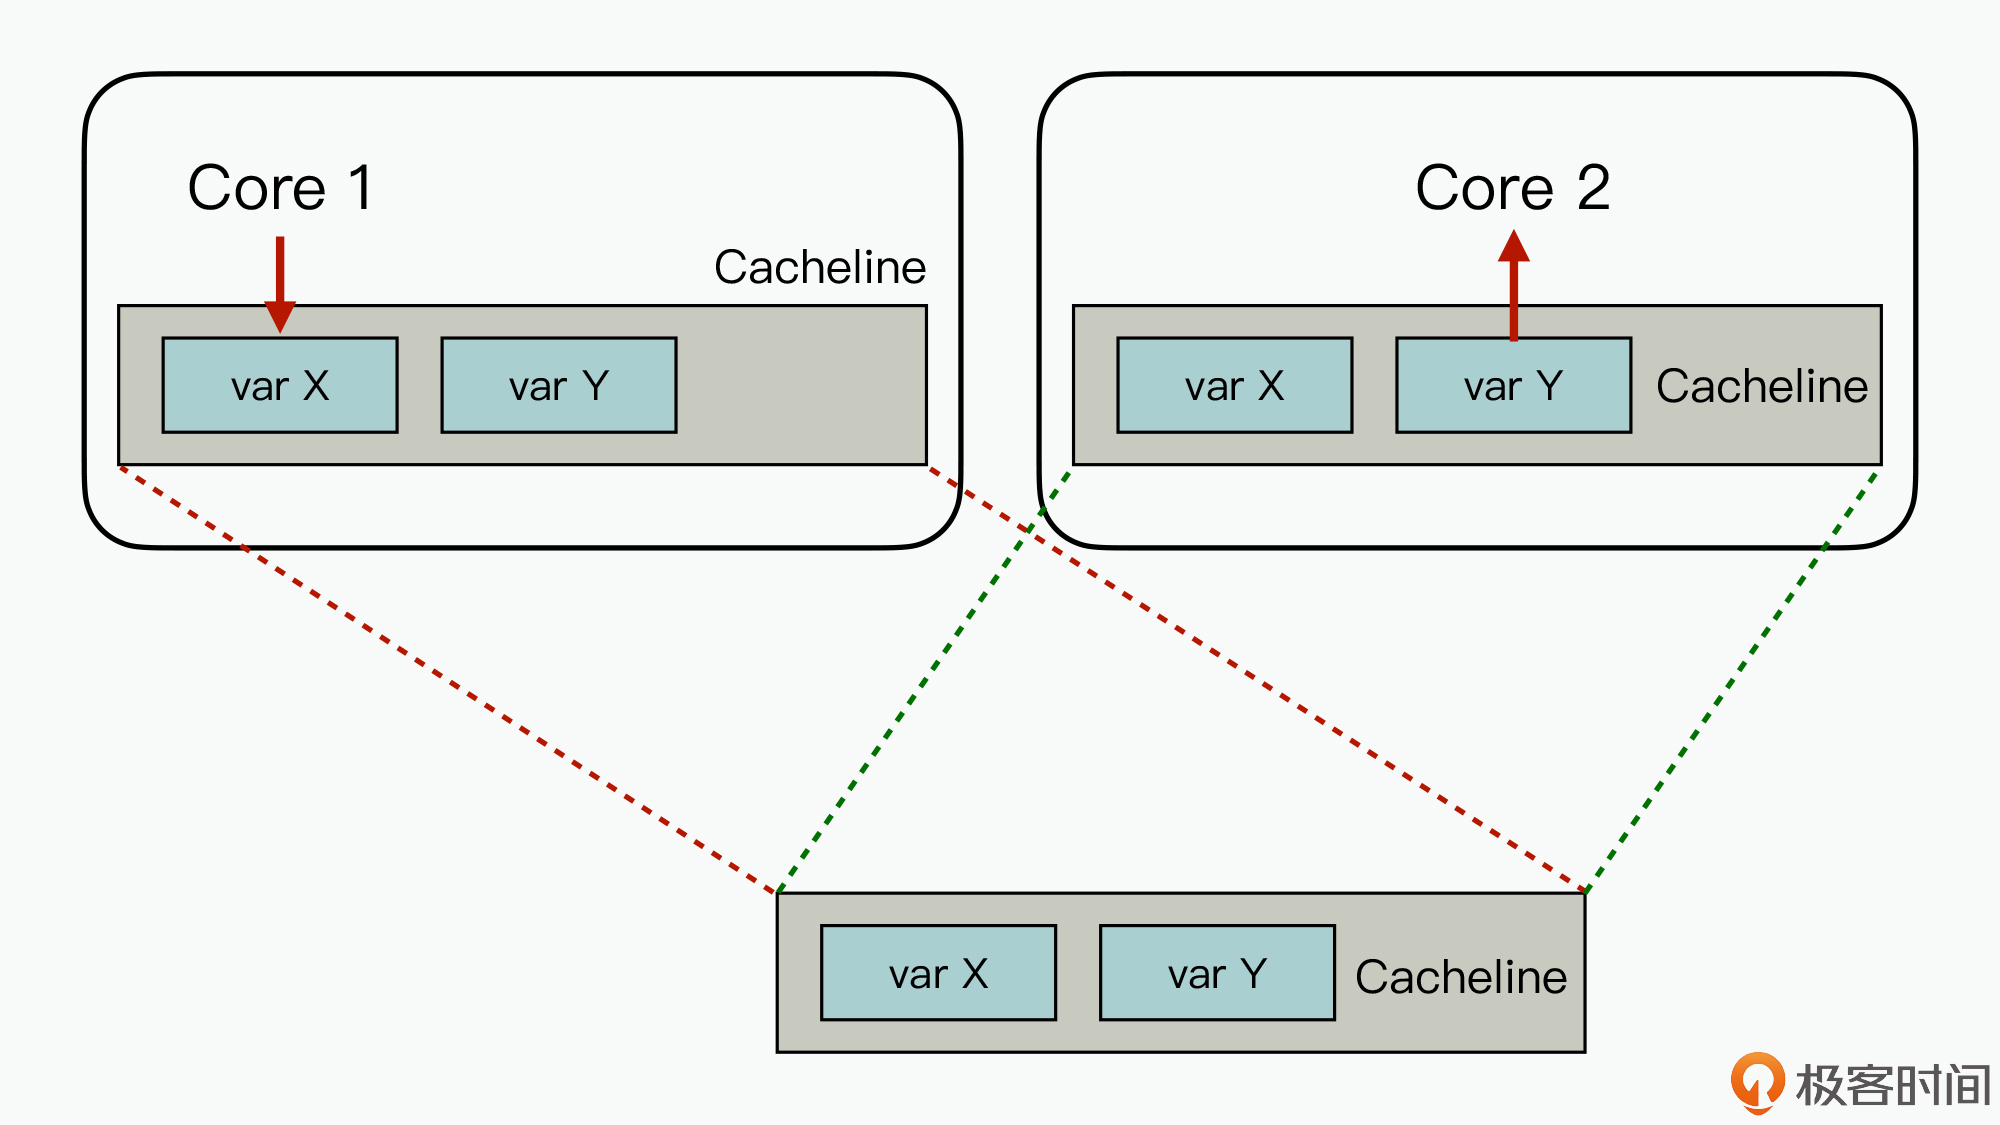 Core 1
Cacheline
var X
var Y
Core 2
var X
var Y
Cacheline
var X
var Y
Cacheline
极客时间